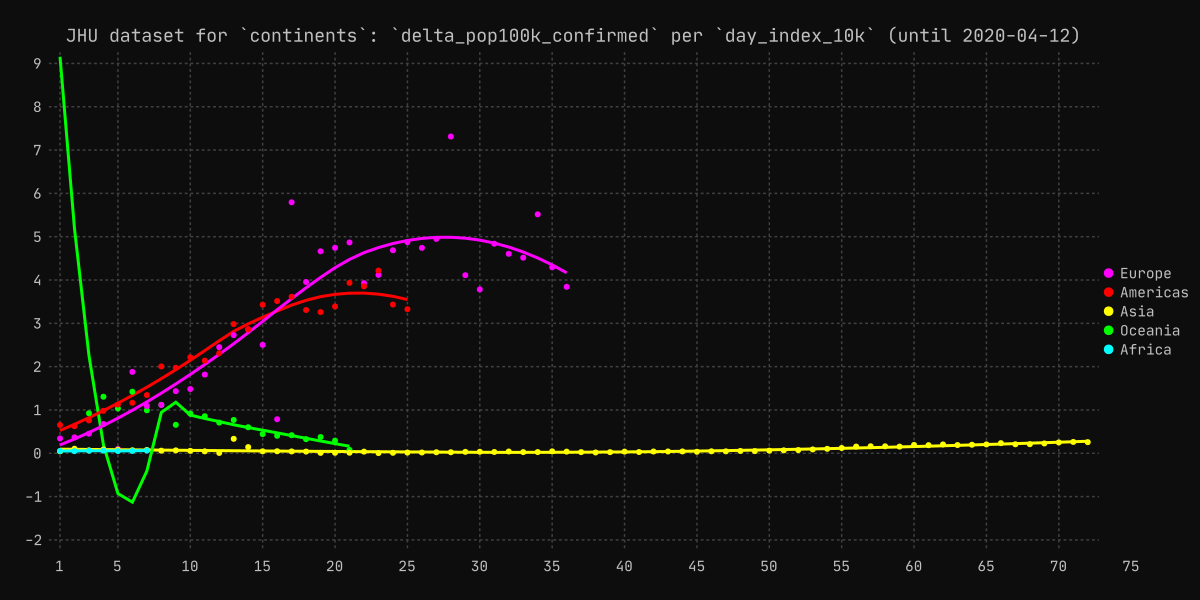 JHU dataset for `continents`: `delta_pop100k_confirmed` per `day_index_10k` (until 2020-04-12)
9
8
7
6
5
4
3
2
1
0
-1
-2
1 5 10 15 20 25 30 35 40 45 50 55 60 65 70 75
Europe
Americas
Asia
Oceania
Africa